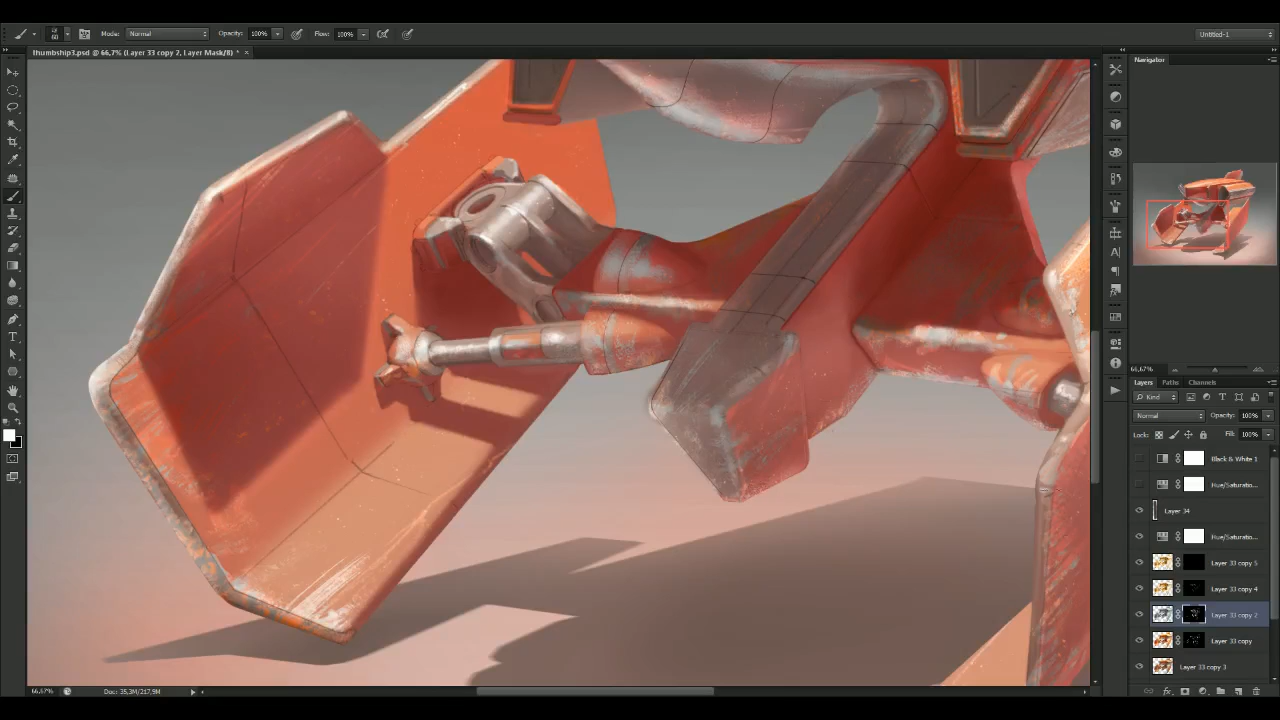 60
Mode: Normal
Opacity: 100%
Flow: 100%
Untitled-1
thumbship3.psd @ 66,7% (Layer 33 copy 2, Layer Mask/8) *
Navigator
66,67%
Layers
Paths
Channels
Kind
Normal
Opacity: 100%
Lock:
Fill: 100%
Black & White 1
Hue/Saturatio...
Layer 34
Hue/Saturatio...
Layer 33 copy 5
Layer 33 copy 4
Layer 33 copy 2
Layer 33 copy
Layer 33 copy 3
66,67%
Doc: 35,3M/217,9M